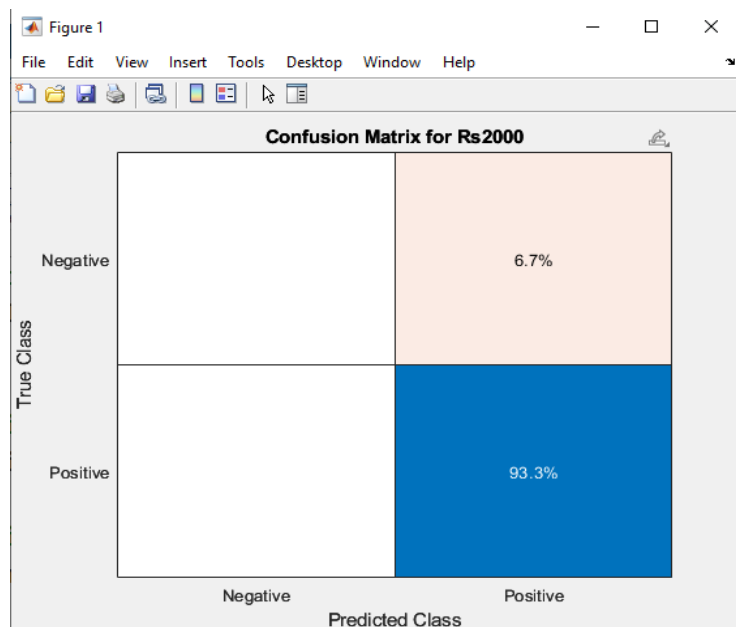 Figure 1
File Edit View Insert Tools Desktop Window Help
Confusion Matrix for Rs2000
Negative
6.7%
True Class
Positive
93.3%
Negative Positive
Predicted Class